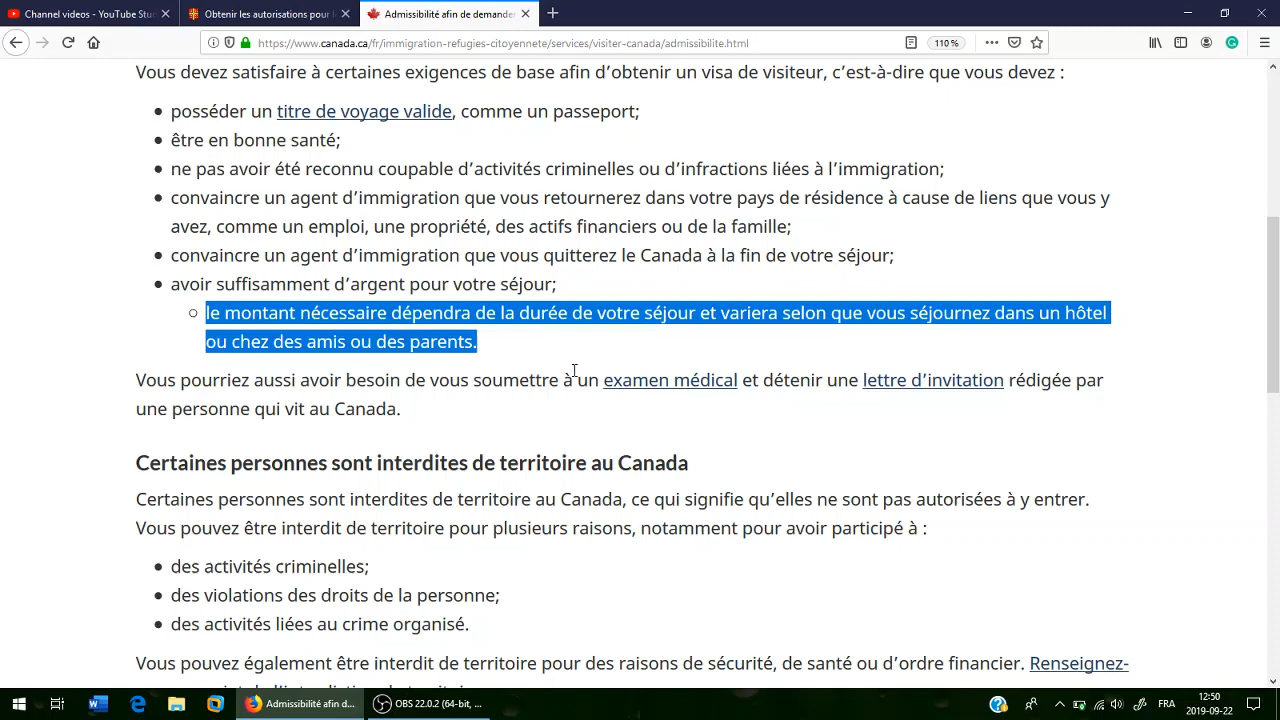 Channel videos - YouTube Stu
Obtenir les autorisations pour
Admissibilité afin de demander
https://www.canada.ca/fr/immigration-refugies-citoyennete/services/visiter-canada/admissibilite.html
110 %
Vous devez satisfaire à certaines exigences de base afin d'obtenir un visa de visiteur, c'est-à-dire que vous devez :
posséder un titre de voyage valide, comme un passeport;
être en bonne santé;
ne pas avoir été reconnu coupable d'activités criminelles ou d'infractions liées à l'immigration;
convaincre un agent d'immigration que vous retournerez dans votre pays de résidence à cause de liens que vous y
avez, comme un emploi, une propriété, des actifs financiers ou de la famille;
convaincre un agent d'immigration que vous quitterez le Canada à la fin de votre séjour;
avoir suffisamment d'argent pour votre séjour;
le montant nécessaire dépendra de la durée de votre séjour et variera selon que vous séjournez dans un hôtel
ou chez des amis ou des parents.
Vous pourriez aussi avoir besoin de vous soumettre à un examen médical et détenir une lettre d'invitation rédigée par
une personne qui vit au Canada.
Certaines personnes sont interdites de territoire au Canada
Certaines personnes sont interdites de territoire au Canada, ce qui signifie qu'elles ne sont pas autorisées à y entrer.
Vous pouvez être interdit de territoire pour plusieurs raisons, notamment pour avoir participé à :
des activités criminelles;
des violations des droits de la personne;
des activités liées au crime organisé.
Vous pouvez également être interdit de territoire pour des raisons de sécurité, de santé ou d'ordre financier. Renseignez-
Admissibilité afin d...
OBS 22.0.2 (64-bit, ...
FRA
12:50
2019-09-22